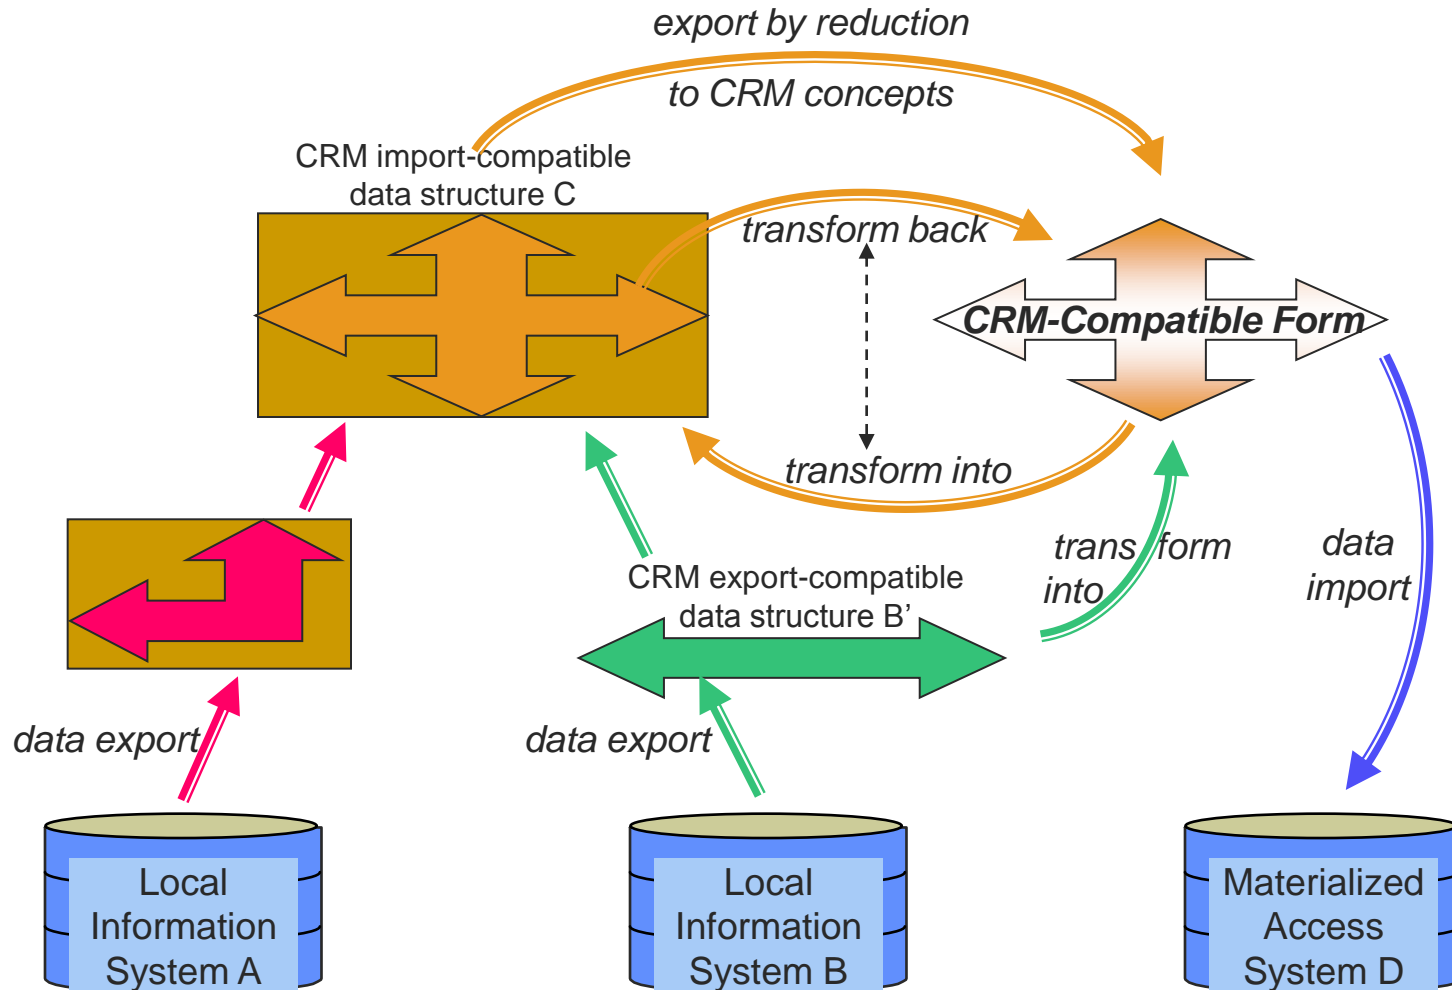 export by reduction
to CRM concepts
CRM import-compatible
data structure C
transform back
CRM-Compatible Form
transform into
CRM export-compatible
data structure B’
trans form
into
data
import
data export
data export
Local
Information
System A
Local
Information
System B
Materialized
Access
System D